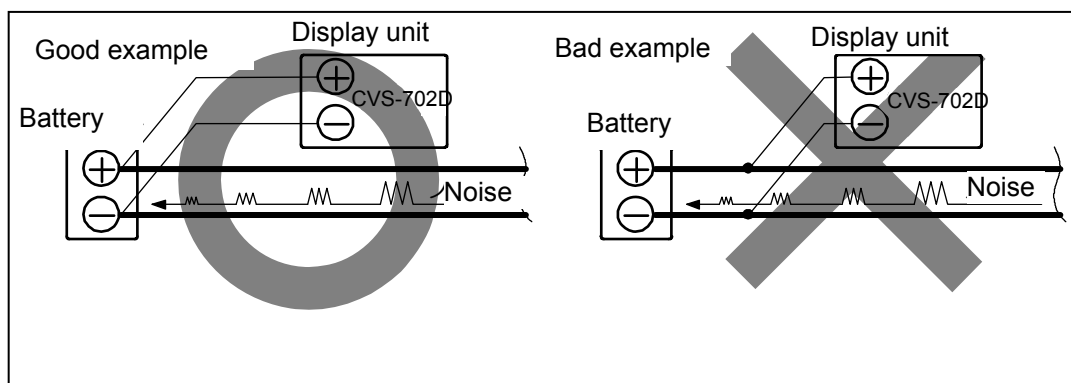 Good example
Display unit
+
CVS-702D
−
Battery
+
−
Noise
Bad example
Display unit
+
CVS-702D
−
Battery
+
−
Noise